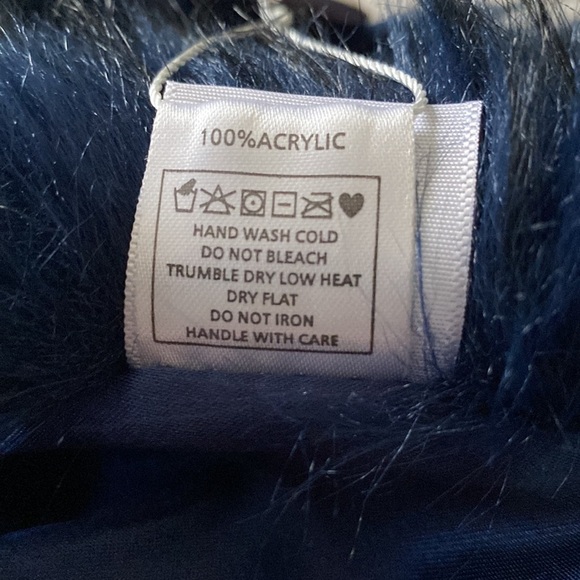 100%ACRYLIC
HAND WASH COLD
DO NOT BLEACH
TRUMBLE DRY LOW HEAT
DRY FLAT
DO NOT IRON
HANDLE WITH CARE